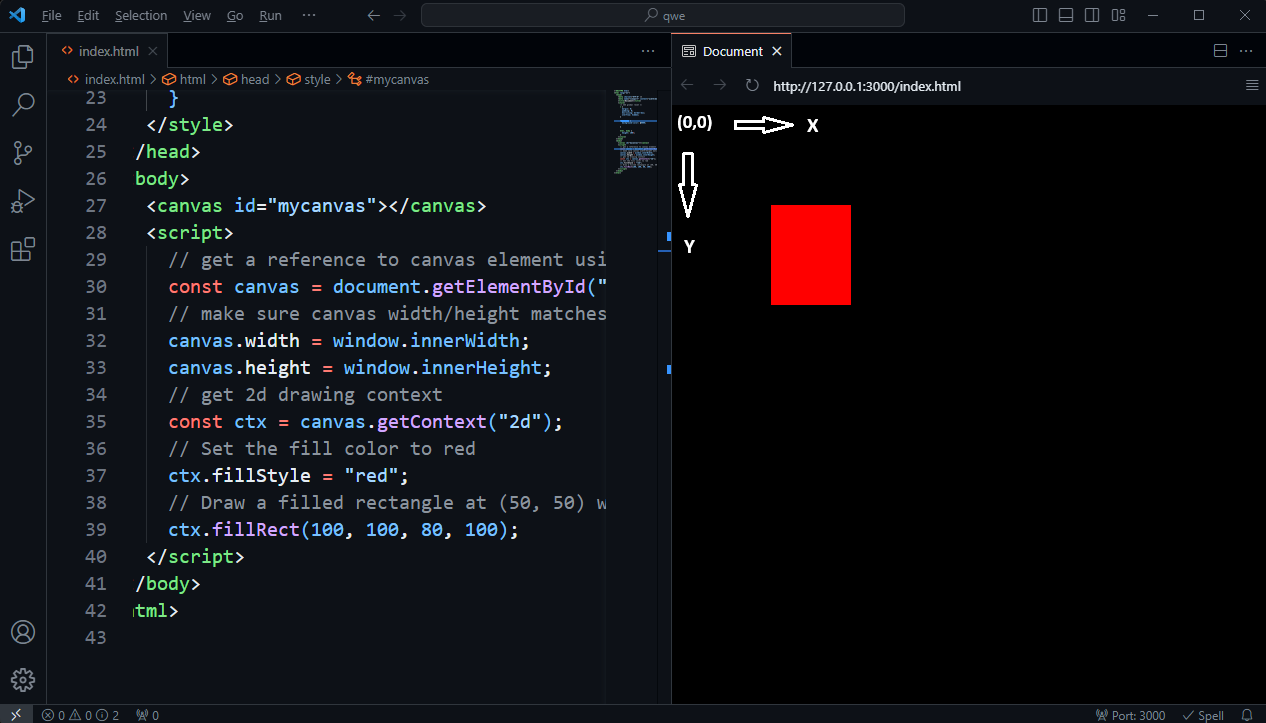 File Edit Selection View Go Run ···
qwe
index.html
Document
index.html > html > head > style > #mycanvas
http://127.0.0.1:3000/index.html
23 }
24 </style>
25 /head>
26 body>
27 <canvas id="mycanvas"></canvas>
28 <script>
29 // get a reference to canvas element usi
30 const canvas = document.getElementById("
31 // make sure canvas width/height matches
32 canvas.width = window.innerWidth;
33 canvas.height = window.innerHeight;
34 // get 2d drawing context
35 const ctx = canvas.getContext("2d");
36 // Set the fill color to red
37 ctx.fillStyle = "red";
38 // Draw a filled rectangle at (50, 50) w
39 ctx.fillRect(100, 100, 80, 100);
40 </script>
41 /body>
42 tml>
43
(0,0)
X
Y
0 0 2 0
Port: 3000 Spell